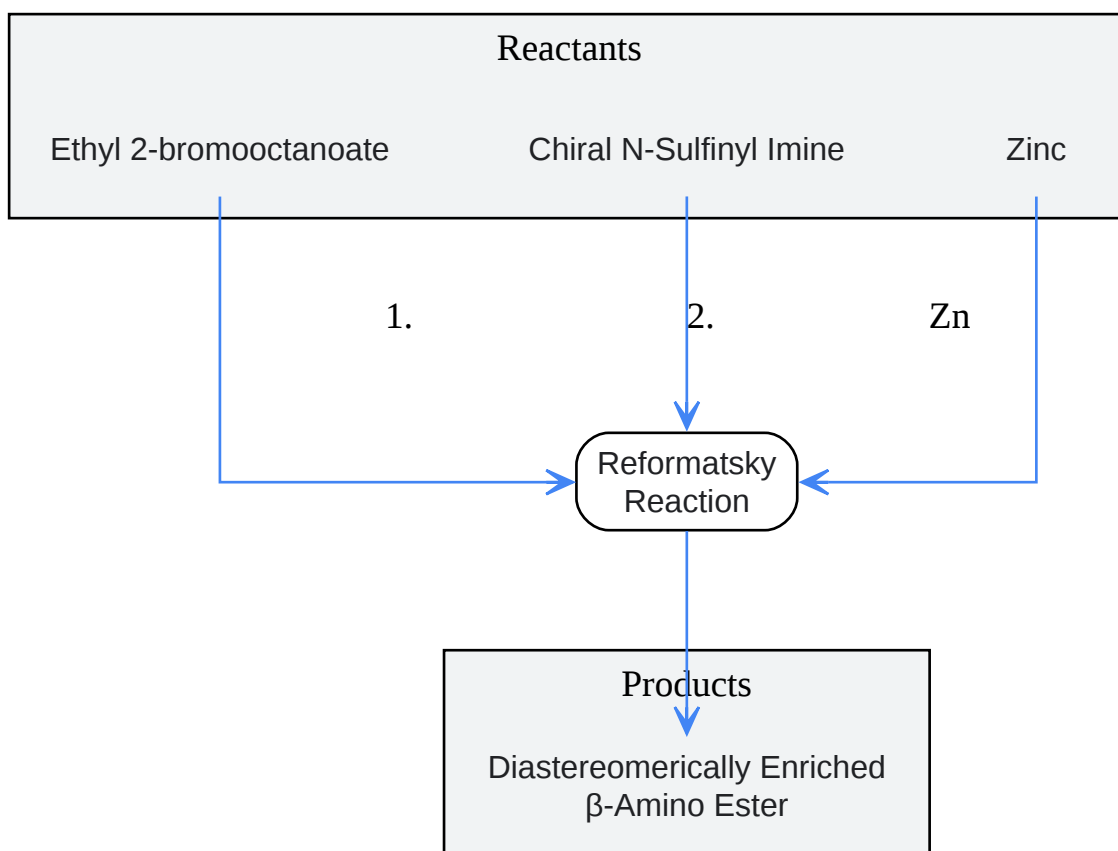 Reactants
Ethyl 2-bromooctanoate
Chiral N-Sulfinyl Imine
Zinc
1.
2.
Zn
Reformatsky
Reaction
Products
Diastereomerically Enriched
β-Amino Ester